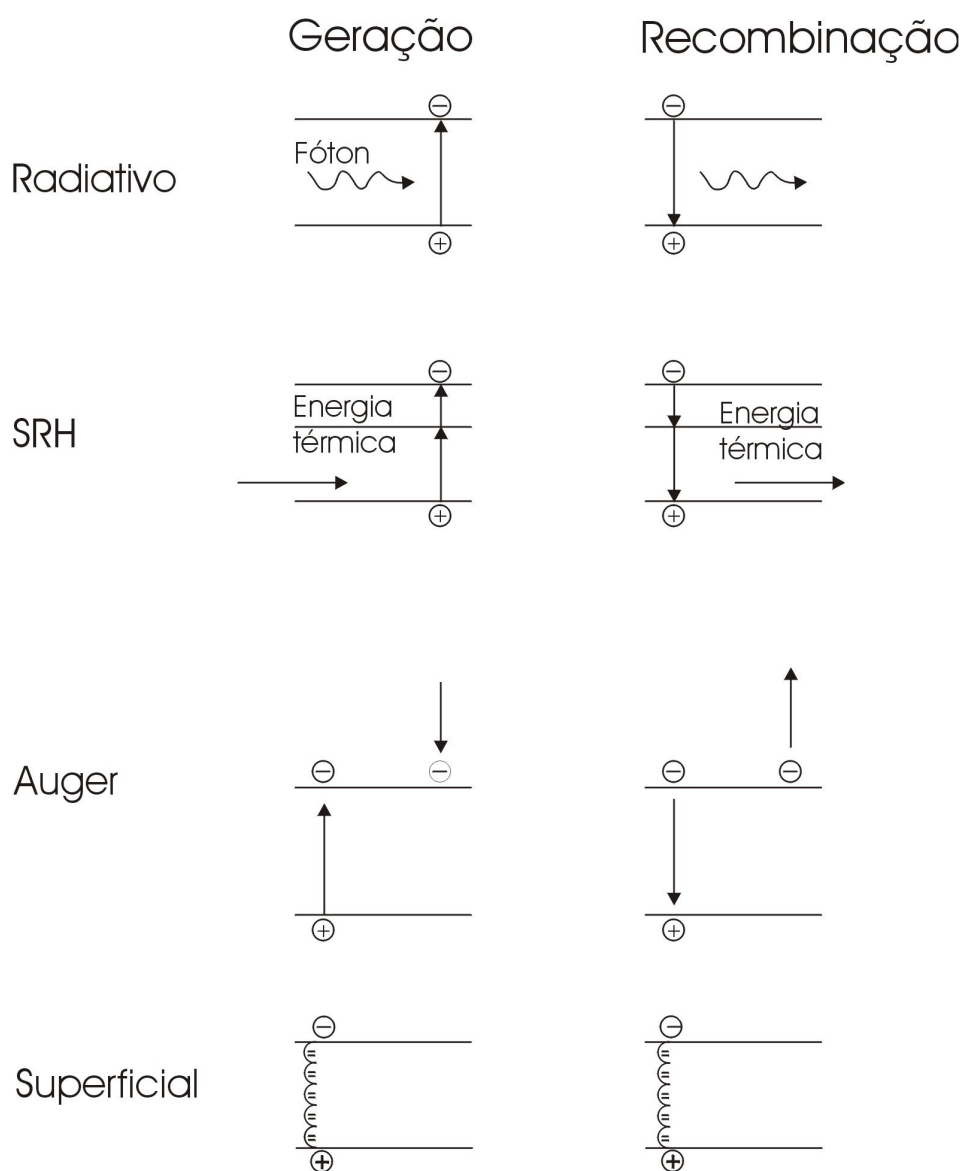 Geração
Recombinação
Radiativo
Fóton
SRH
Energia
térmica
Energia
térmica
Auger
Superficial